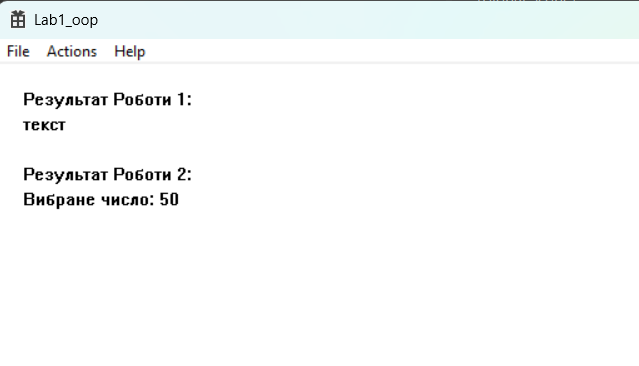 Lab1_oop
File Actions Help
Результат Роботи 1:
текст
Результат Роботи 2:
Вибране число: 50